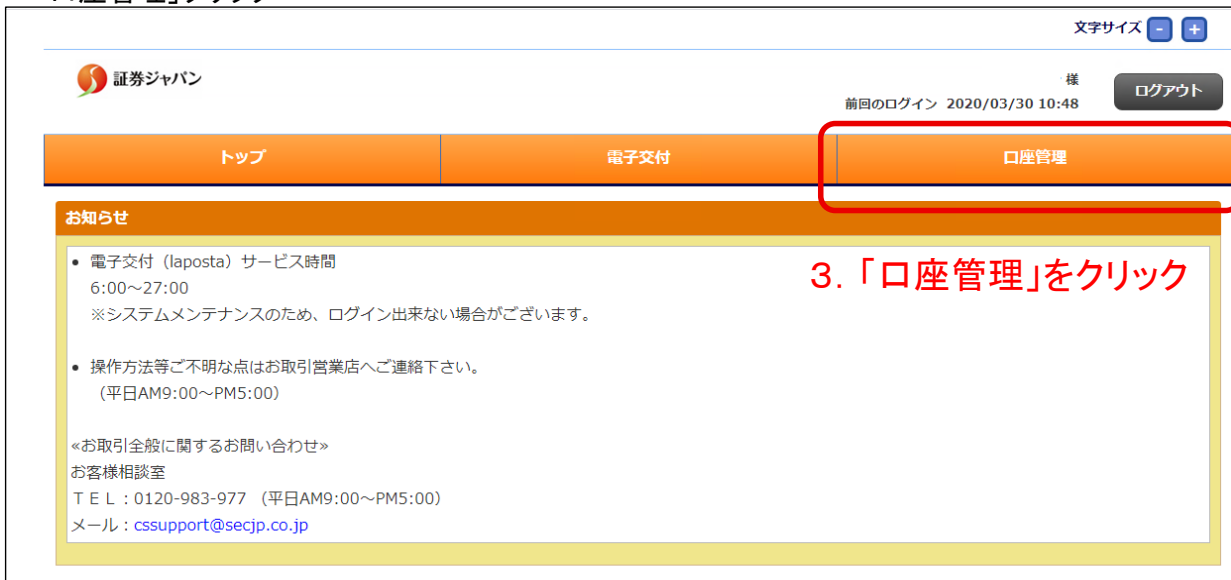 口座管理」クリック
文字サイズ - +
証券ジャパン
様
ログアウト
前回のログイン 2020/03/30 10:48
トップ 電子交付 口座管理
お知らせ
• 電子交付（laposta）サービス時間
6:00～27:00
※システムメンテナンスのため、ログイン出来ない場合がございます。
3．「口座管理」をクリック
• 操作方法等ご不明な点はお取引営業店へご連絡下さい。
（平日AM9:00～PM5:00）
«お取引全般に関するお問い合わせ»
お客様相談室
ＴＥＬ：0120-983-977 （平日AM9:00～PM5:00）
メール：cssupport@secjp.co.jp